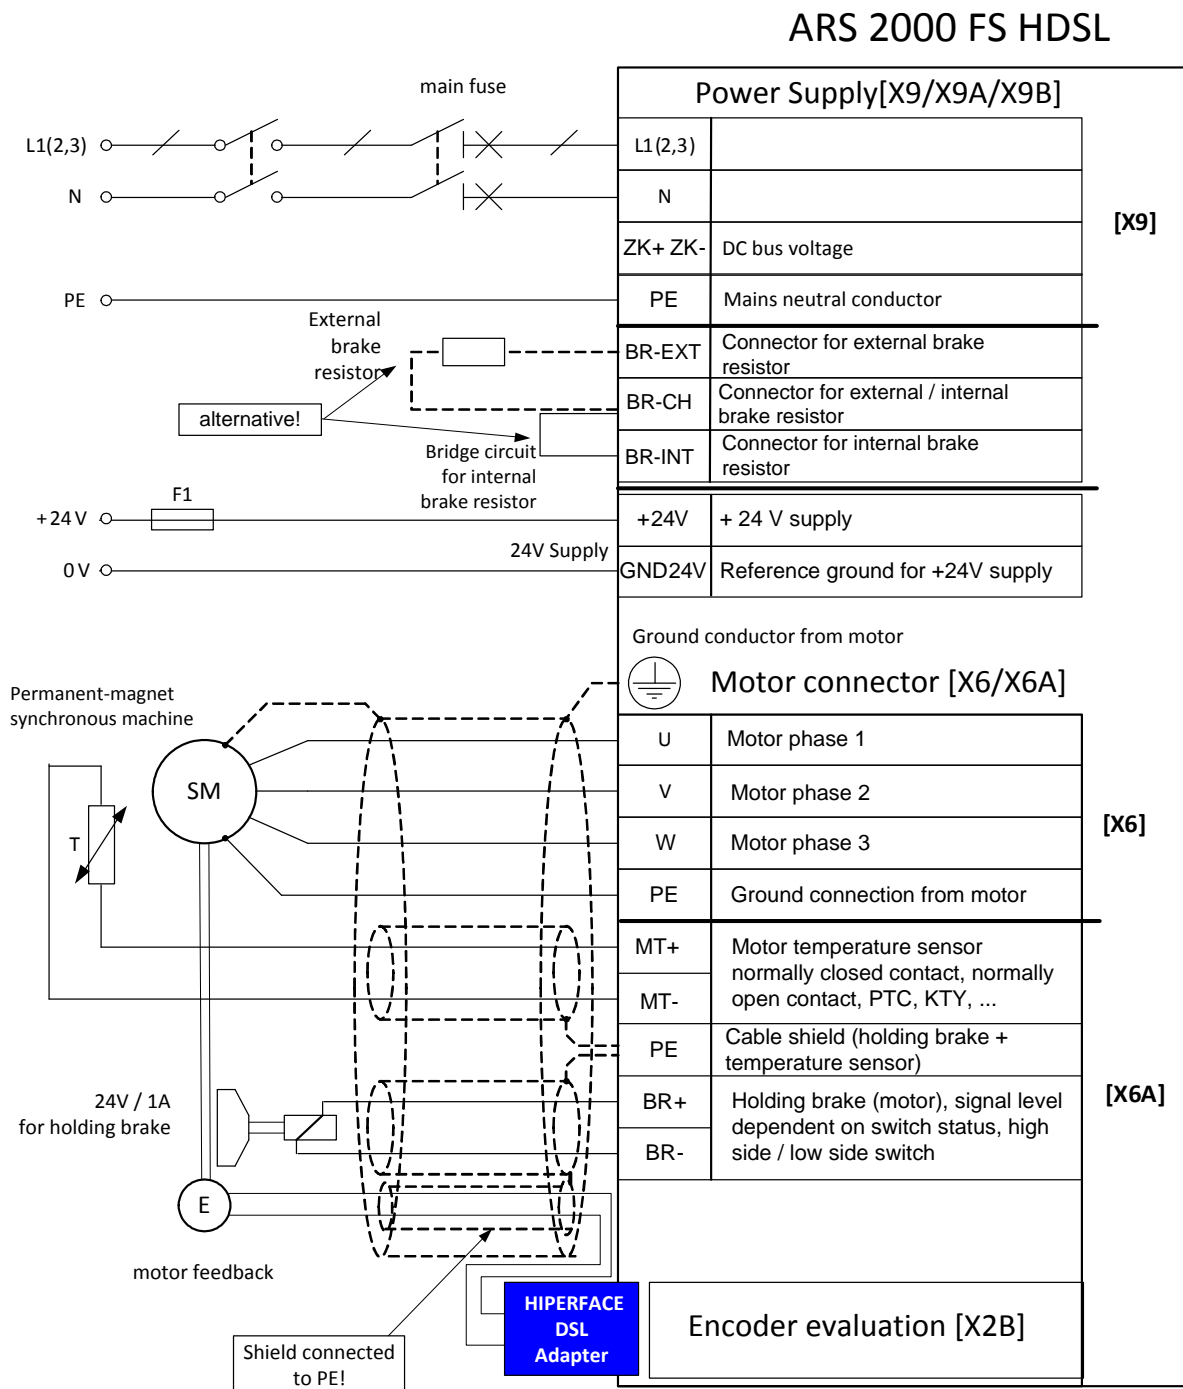 ARS 2000 FS HDSL
main fuse
Power Supply[X9/X9A/X9B]
L1(2,3)
L1(2,3)
N
N
[X9]
ZK+ ZK-
DC bus voltage
PE
PE
Mains neutral conductor
External
brake
resistor
BR-EXT
Connector for external brake
resistor
alternative!
BR-CH
Connector for external / internal
brake resistor
Bridge circuit
for internal
brake resistor
BR-INT
Connector for internal brake
resistor
F1
+24 V
+24V
+ 24 V supply
24V Supply
0 V
GND24V
Reference ground for +24V supply
Ground conductor from motor
Motor connector [X6/X6A]
Permanent-magnet
synchronous machine
U
Motor phase 1
SM
V
Motor phase 2
[X6]
T
W
Motor phase 3
PE
Ground connection from motor
MT+
Motor temperature sensor
normally closed contact, normally
open contact, PTC, KTY, ...
MT-
PE
Cable shield (holding brake +
temperature sensor)
[X6A]
24V / 1A
for holding brake
BR+
Holding brake (motor), signal level
dependent on switch status, high
side / low side switch
BR-
E
motor feedback
HIPERFACE
DSL
Adapter
Encoder evaluation [X2B]
Shield connected
to PE!